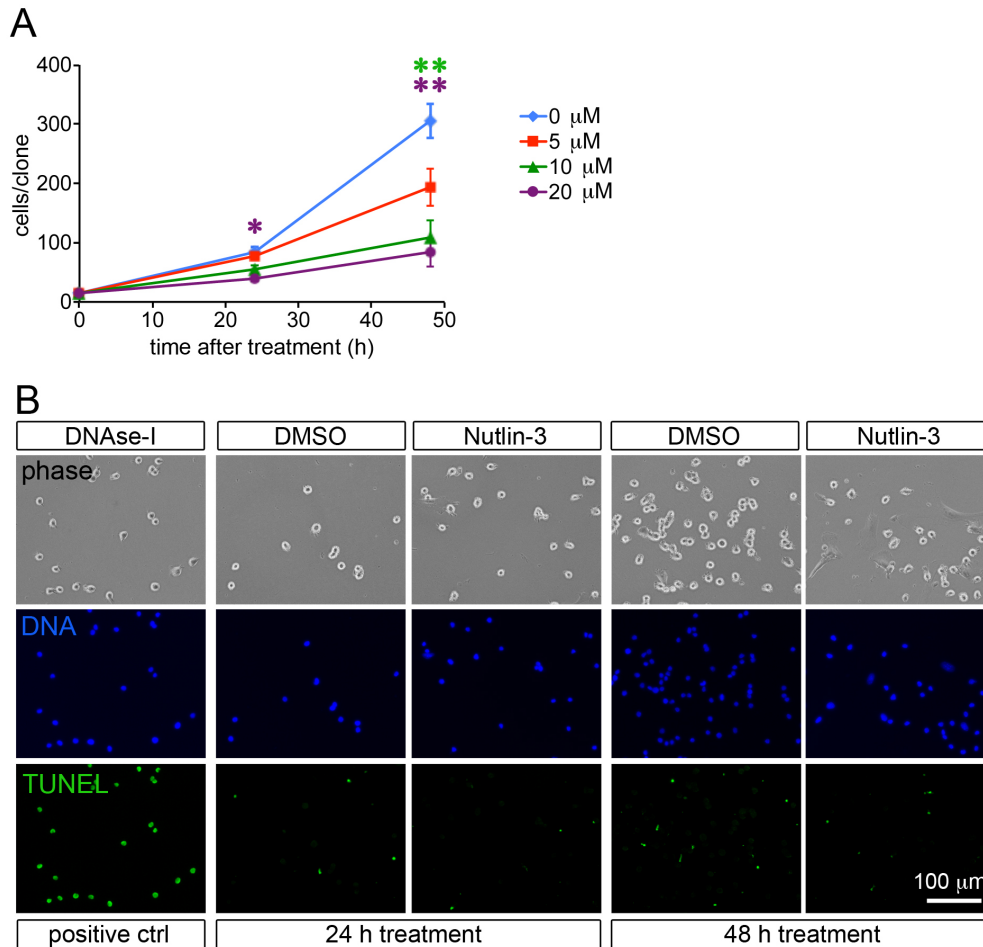 A
400
300
200
100
0
cells/clone
0 10 20 30 40 50
time after treatment (h)
*
**
**
0 μM
5 μM
10 μM
20 μM
B
DNAse-I DMSO Nutlin-3 DMSO Nutlin-3
phase
DNA
TUNEL
100 μm
positive ctrl 24 h treatment 48 h treatment